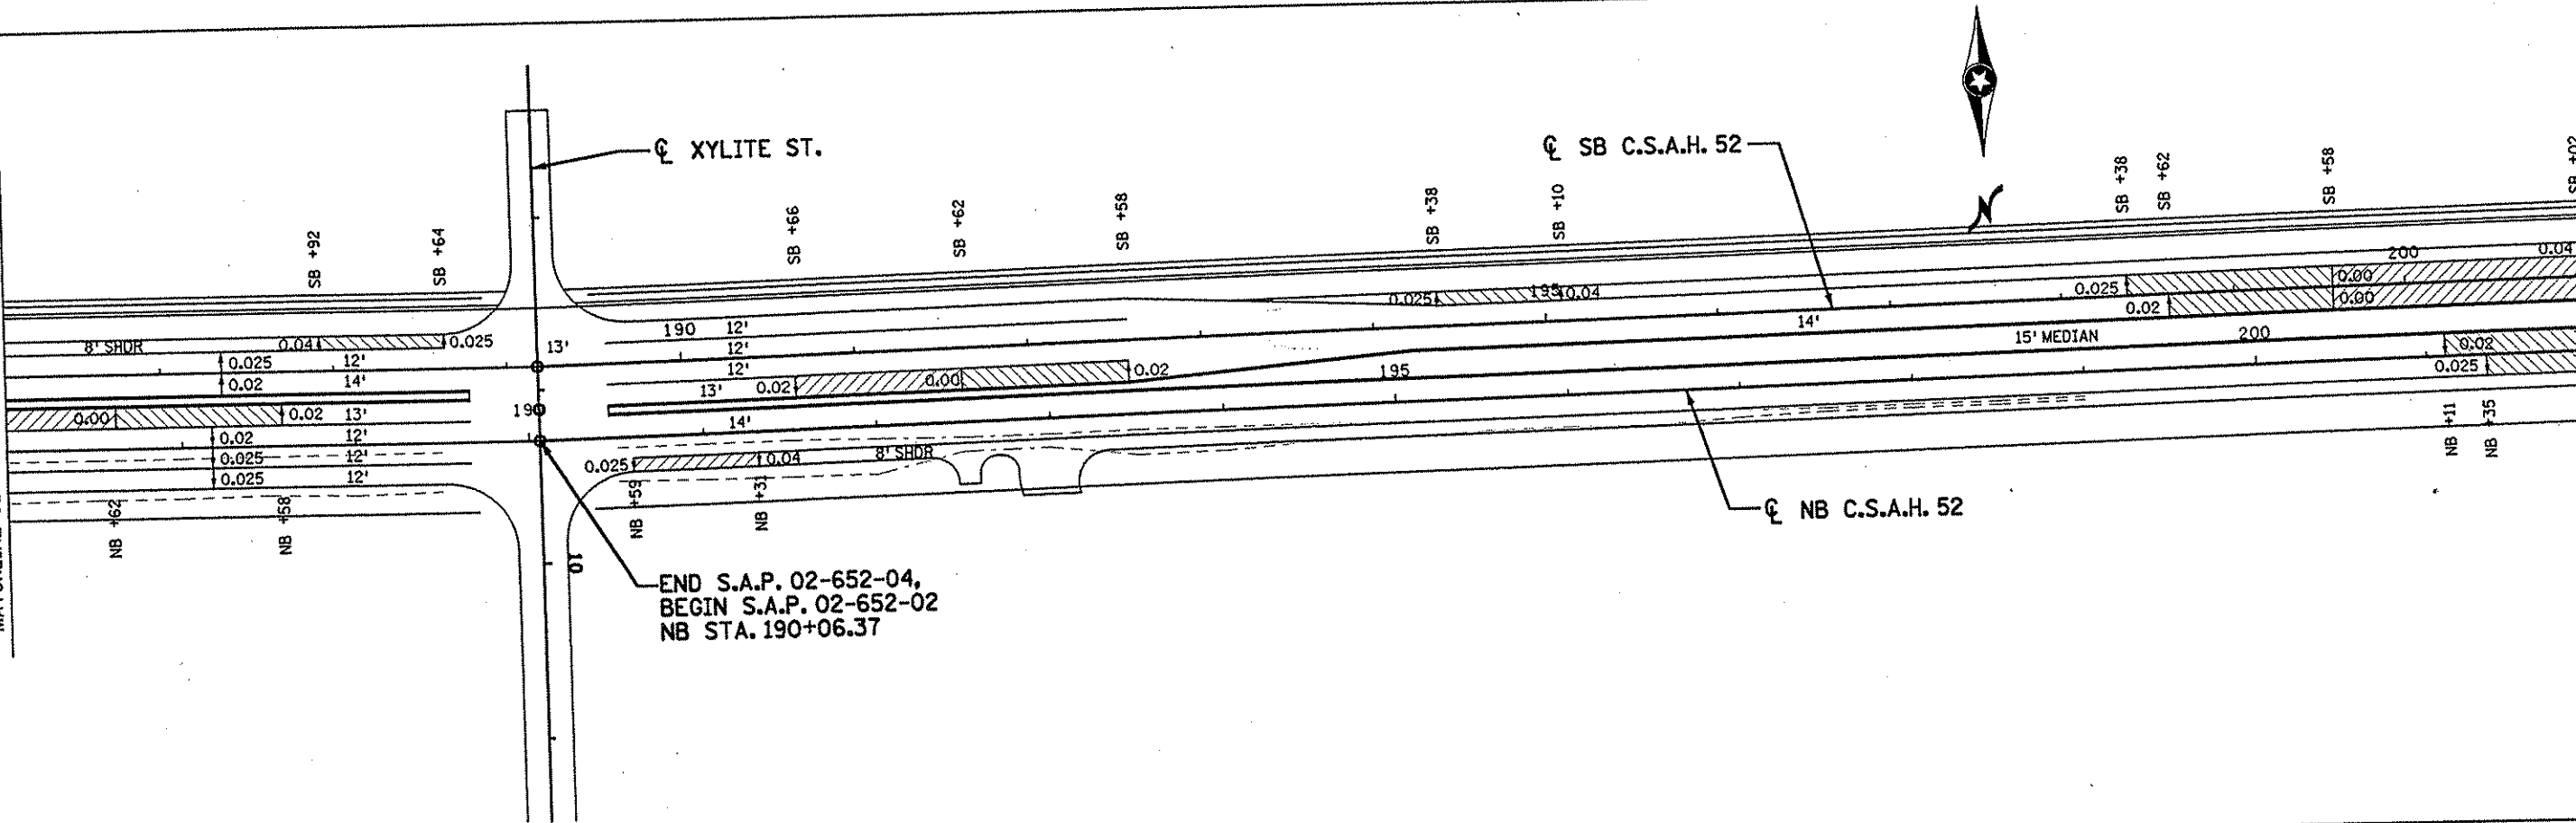 ℄ XYLITE ST.
℄ SB C.S.A.H. 52
N
SB +92
SB +64
SB +66
SB +62
SB +58
SB +38
SB +10
SB +38
SB +62
SB +58
SB +02
200
0.04
0.00
0.025
0.02
0.00
0.025
195
0.04
14'
15' MEDIAN
200
0.02
0.025
190
12'
12'
12'
13'
13'
0.02
0.00
0.02
195
14'
8' SHDR
0.04
0.025
0.025
12'
0.02
14'
0.00
0.02
13'
190
0.02
12'
0.025
12'
0.025
12'
0.025
0.04
8' SHDR
NB +62
NB +58
NB +59
NB +31
NB +11
NB +35
10
℄ NB C.S.A.H. 52
END S.A.P. 02-652-04,
BEGIN S.A.P. 02-652-02
NB STA. 190+06.37